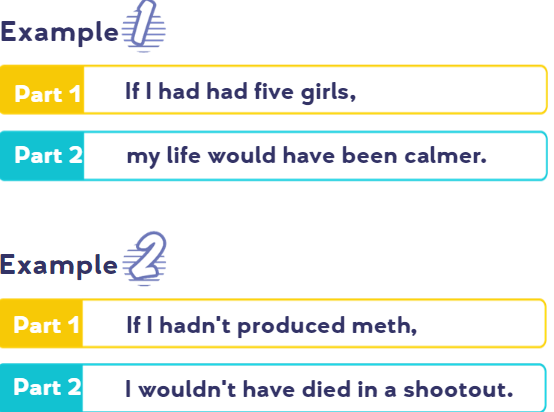 Example 1
Part 1 If I had had five girls,
Part 2 my life would have been calmer.
Example 2
Part 1 If I hadn't produced meth,
Part 2 I wouldn't have died in a shootout.